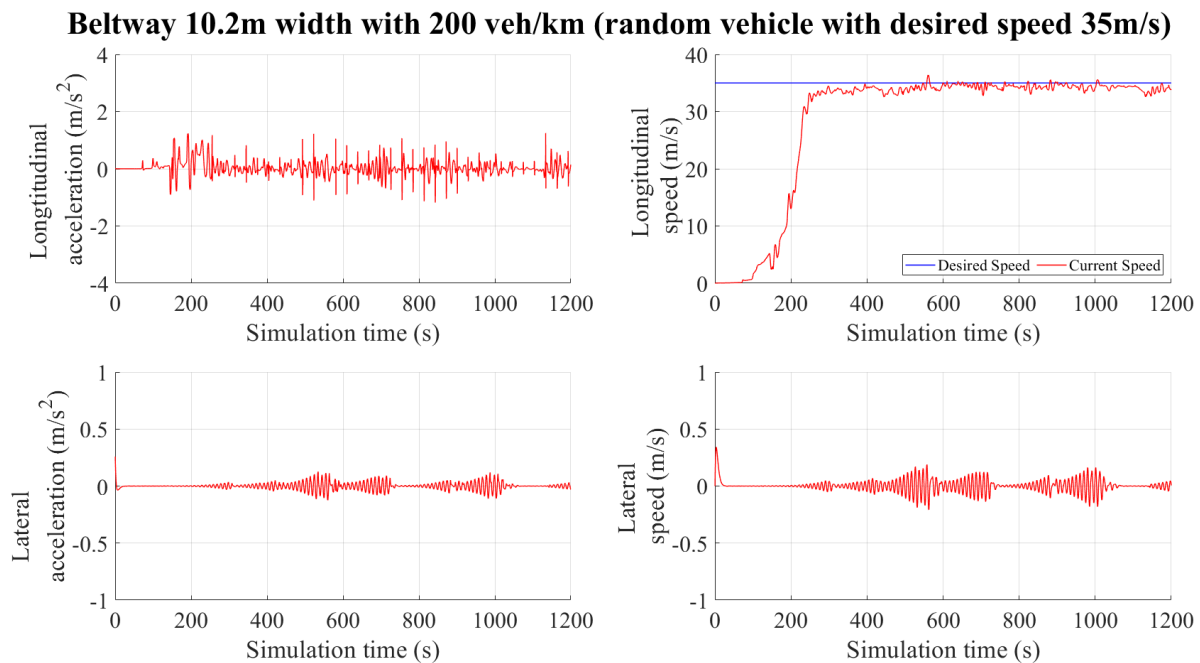 Beltway 10.2m width with 200 veh/km (random vehicle with desired speed 35m/s)
Longtitudinal
acceleration (m/s²)
4
2
0
-2
-4
0 200 400 600 800 1000 1200
Simulation time (s)
Longitudinal
speed (m/s)
40
30
20
10
0
Desired Speed Current Speed
0 200 400 600 800 1000 1200
Simulation time (s)
Lateral
acceleration (m/s²)
1
0.5
0
-0.5
-1
0 200 400 600 800 1000 1200
Simulation time (s)
Lateral
speed (m/s)
1
0.5
0
-0.5
-1
0 200 400 600 800 1000 1200
Simulation time (s)